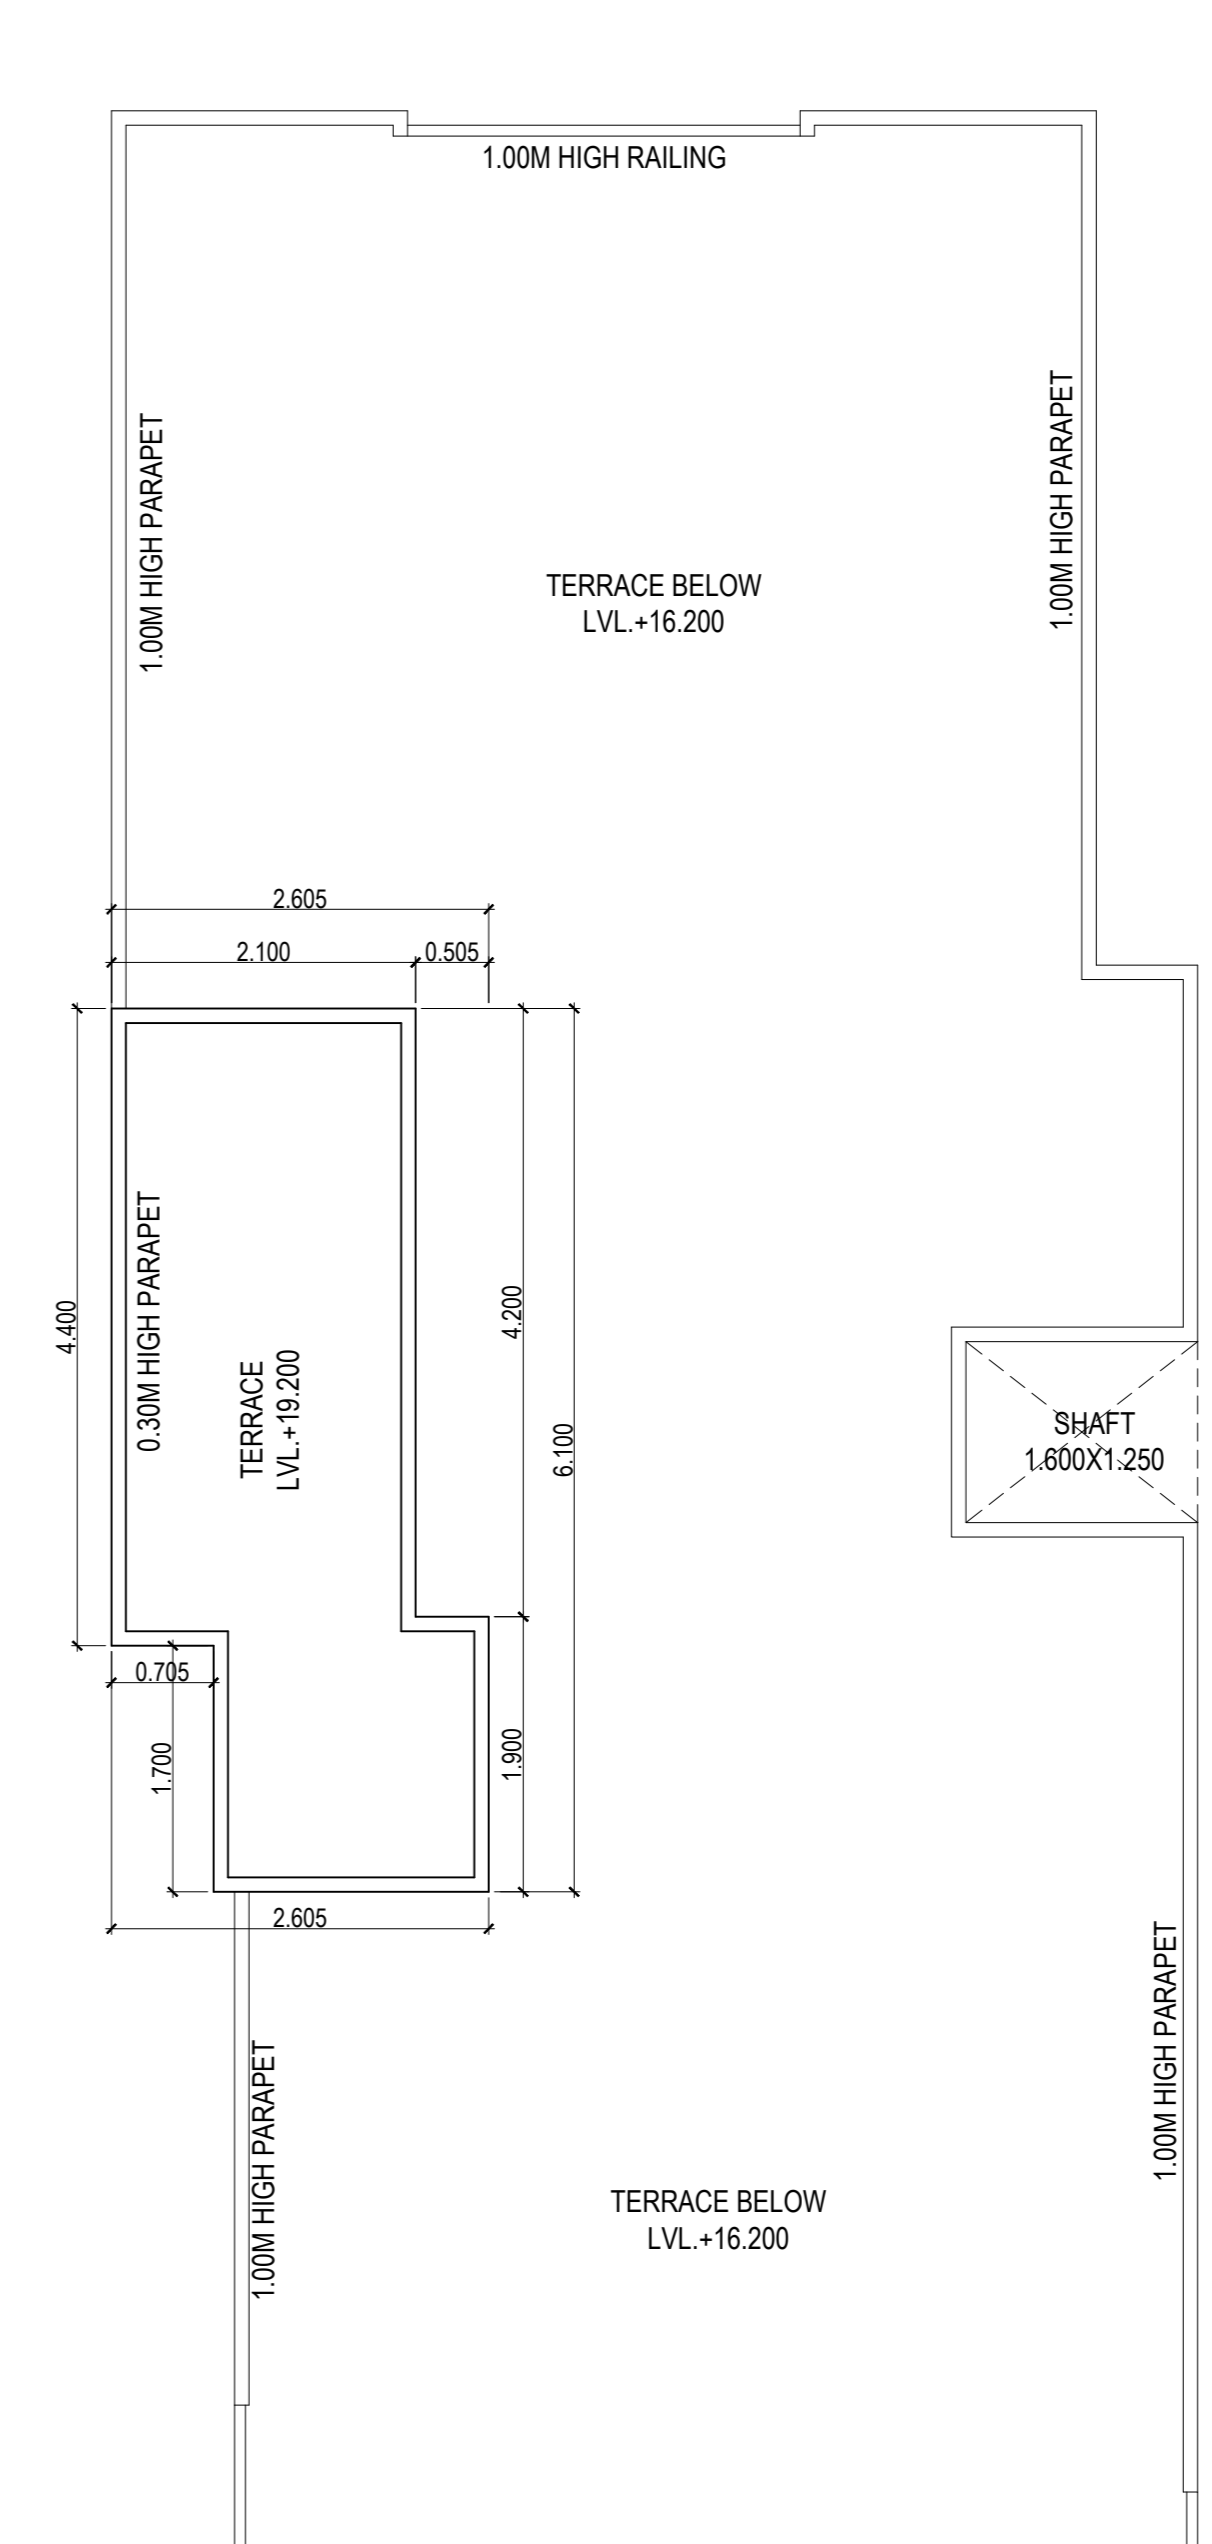 1.00M HIGH RAILING
1.00M HIGH PARAPET
1.00M HIGH PARAPET
TERRACE BELOW
LVL.+16.200
2.605
2.100
0.505
0.30M HIGH PARAPET
4.400
TERRACE
LVL.+19.200
4.200
6.100
SHAFT
1.600X1.250
0.705
1.700
1.900
2.605
1.00M HIGH PARAPET
1.00M HIGH PARAPET
TERRACE BELOW
LVL.+16.200